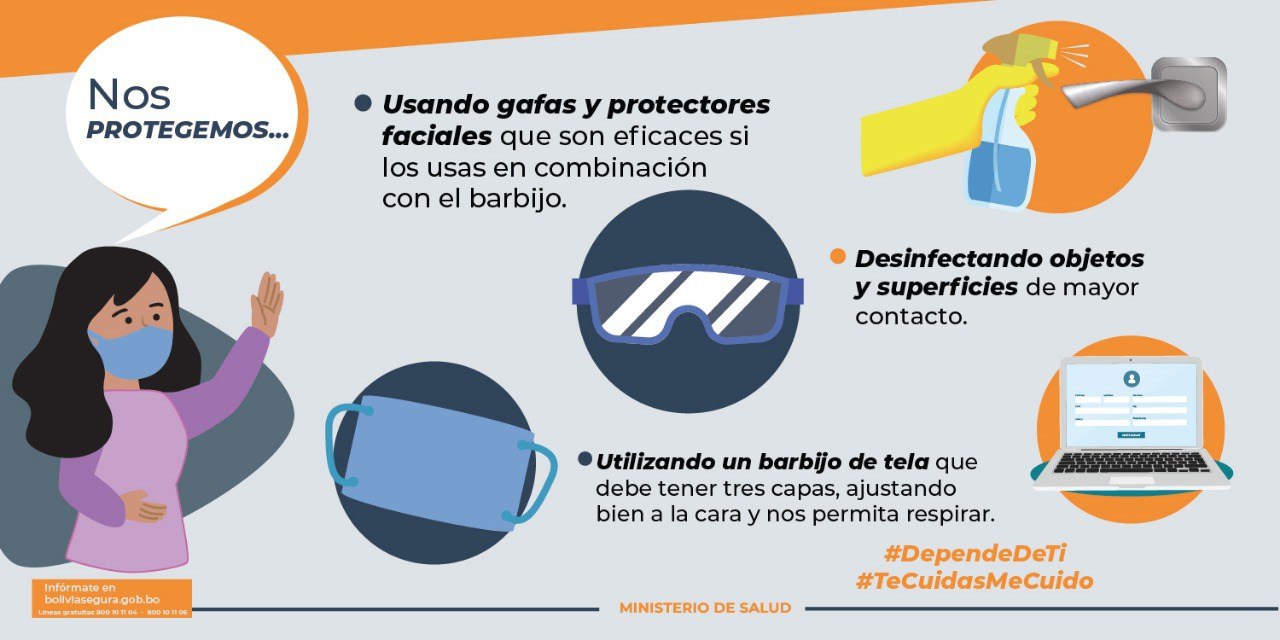 Nos
PROTEGEMOS...
Usando gafas y protectores
faciales que son eficaces si
los usas en combinación
con el barbijo.
Desinfectando objetos
y superficies de mayor
contacto.
Utilizando un barbijo de tela que
debe tener tres capas, ajustando
bien a la cara y nos permita respirar.
#DependeDeTi
#TeCuidasMeCuido
Infórmate en
boliviasegura.gob.bo
Líneas gratuitas 800 10 11 04 - 800 10 11 06
MINISTERIO DE SALUD